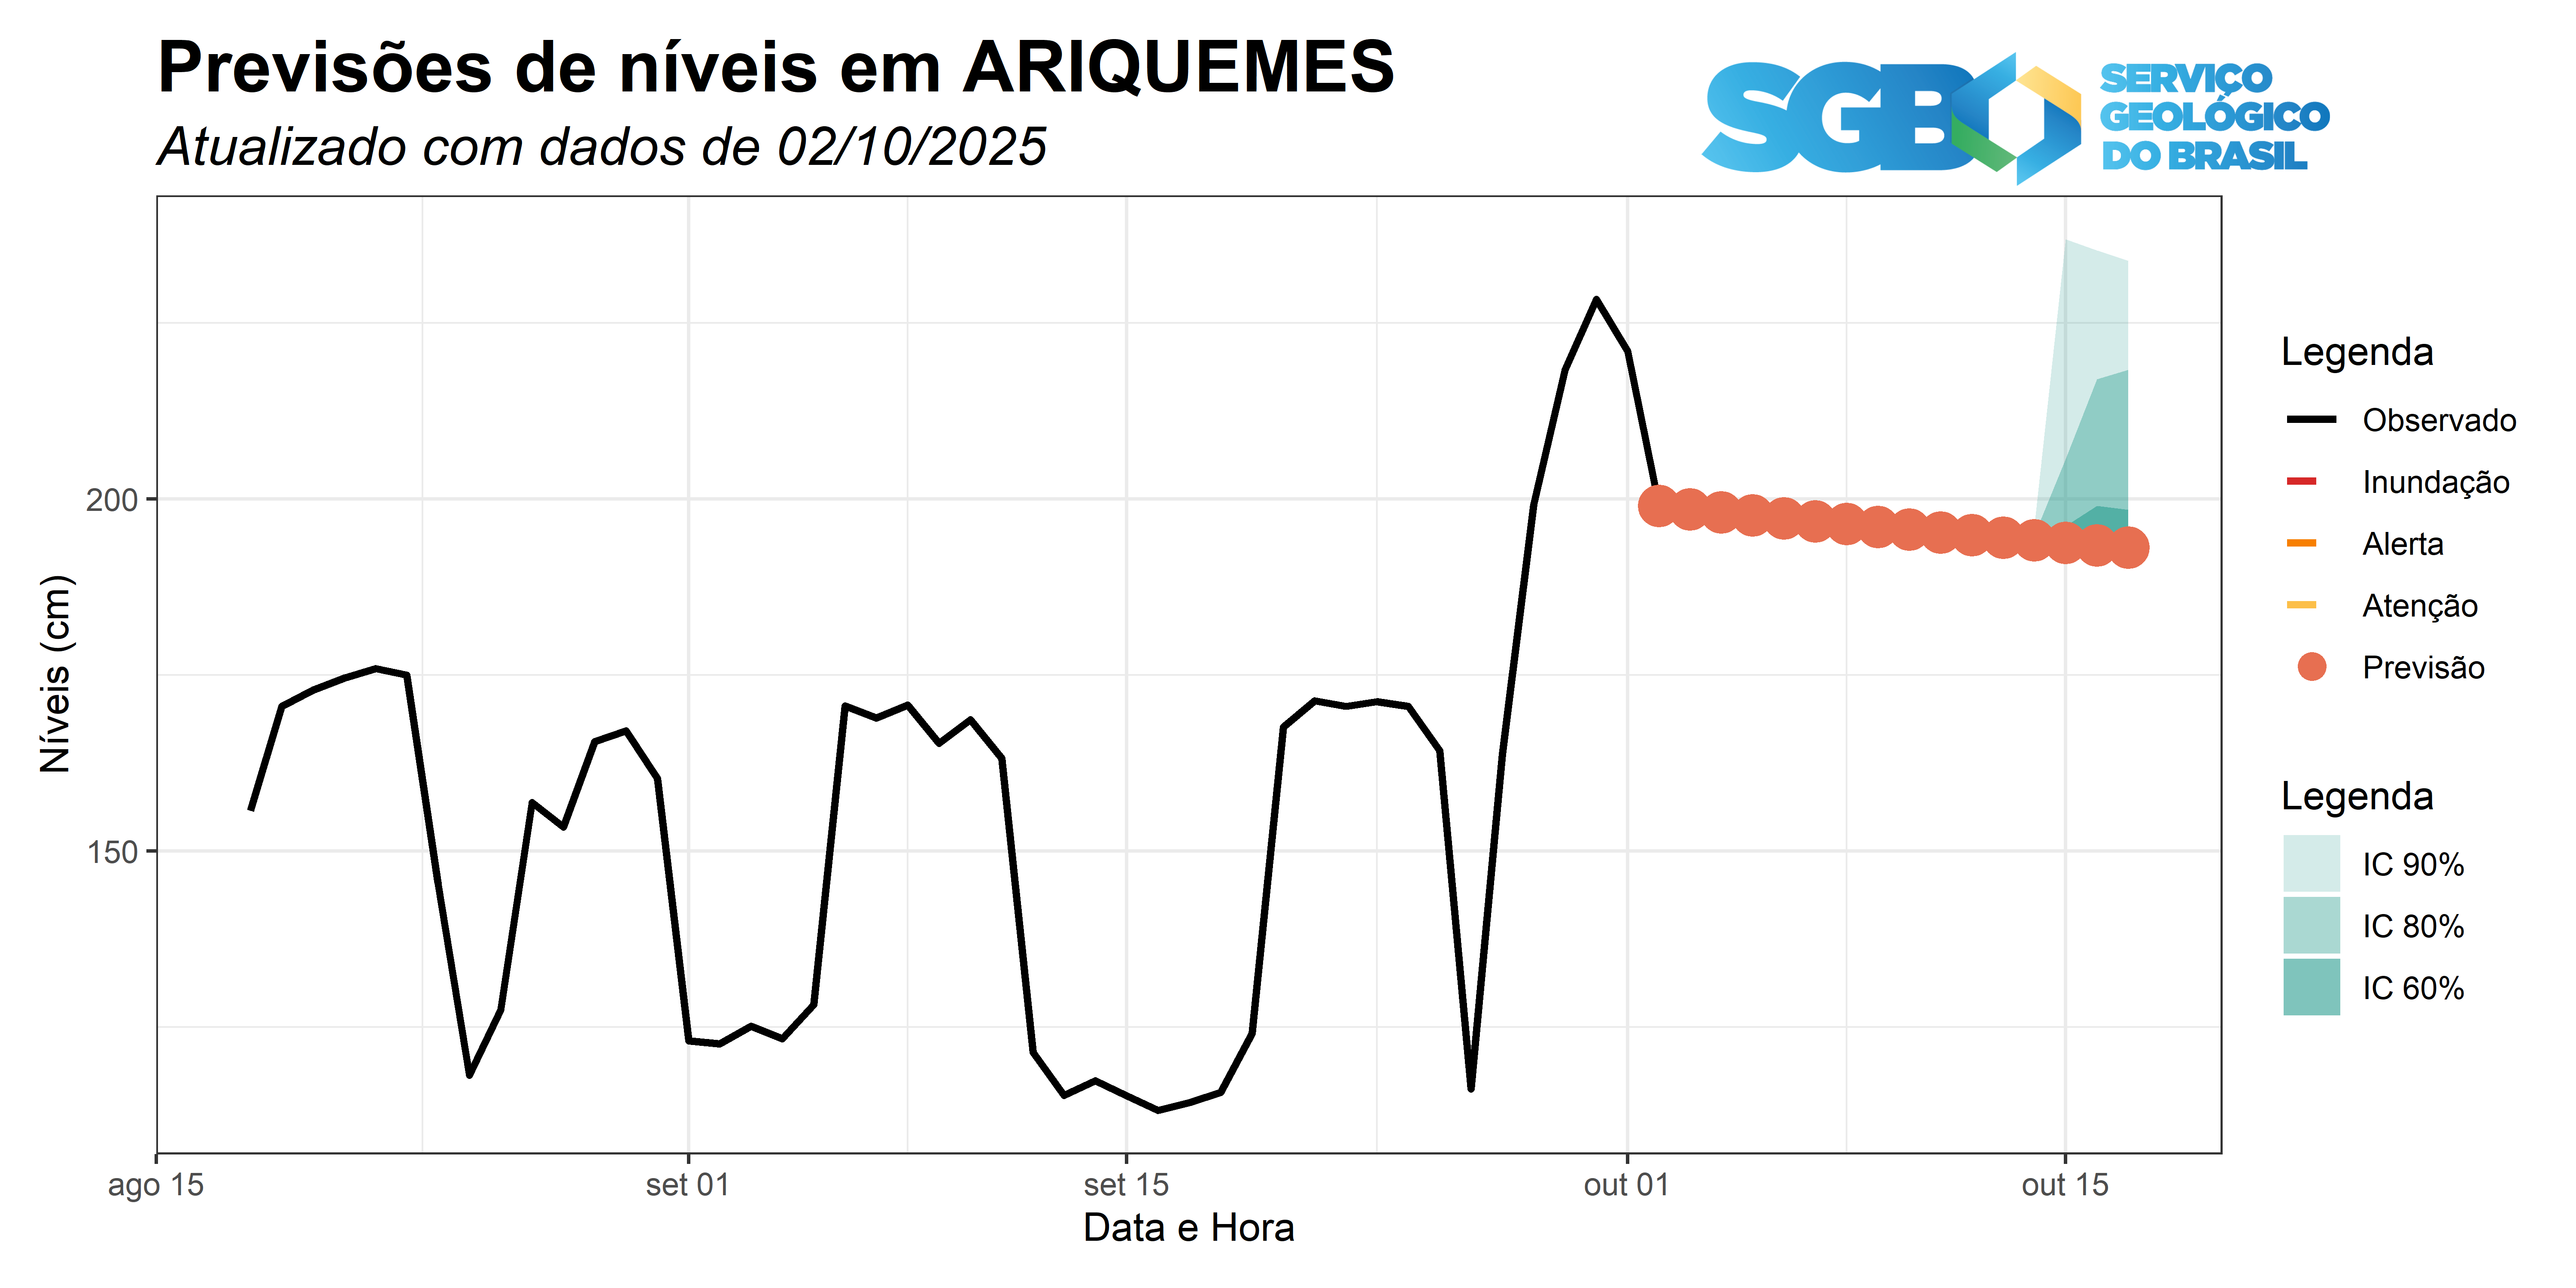 Previsões de níveis em ARIQUEMES
Atualizado com dados de 02/10/2025
SGB
SERVIÇO
GEOLÓGICO
DO BRASIL
Níveis (cm)
200
150
ago 15
set 01
set 15
out 01
out 15
Data e Hora
Legenda
Observado
Inundação
Alerta
Atenção
Previsão
Legenda
IC 90%
IC 80%
IC 60%